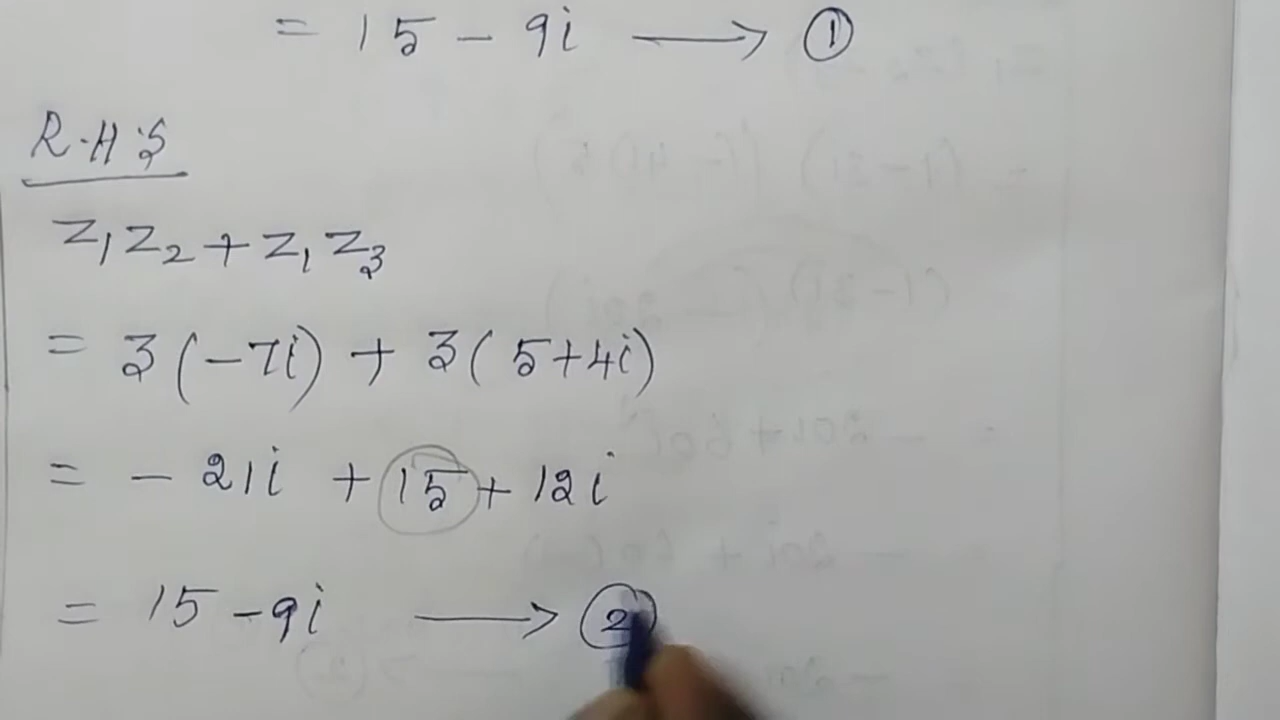 = 15 - 9i ⟶ ①
R.H.S
z₁z₂ + z₁z₃
= 3(-7i) + 3(5+4i)
= - 21i + 15 + 12i
= 15 - 9i ⟶ ②